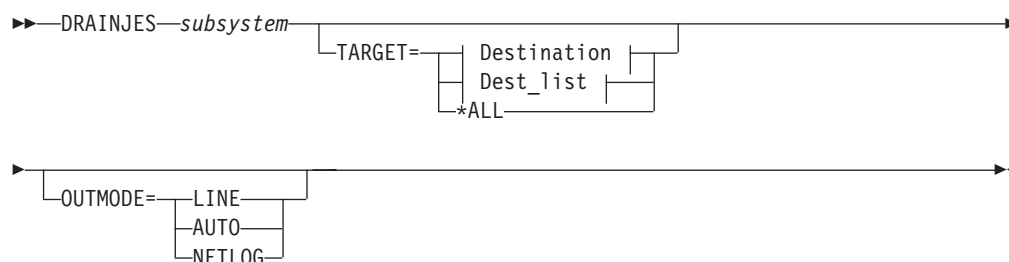 DRAINJES subsystem
TARGET= Destination
Dest_list
*ALL
OUTMODE= LINE
AUTO
NETLOG